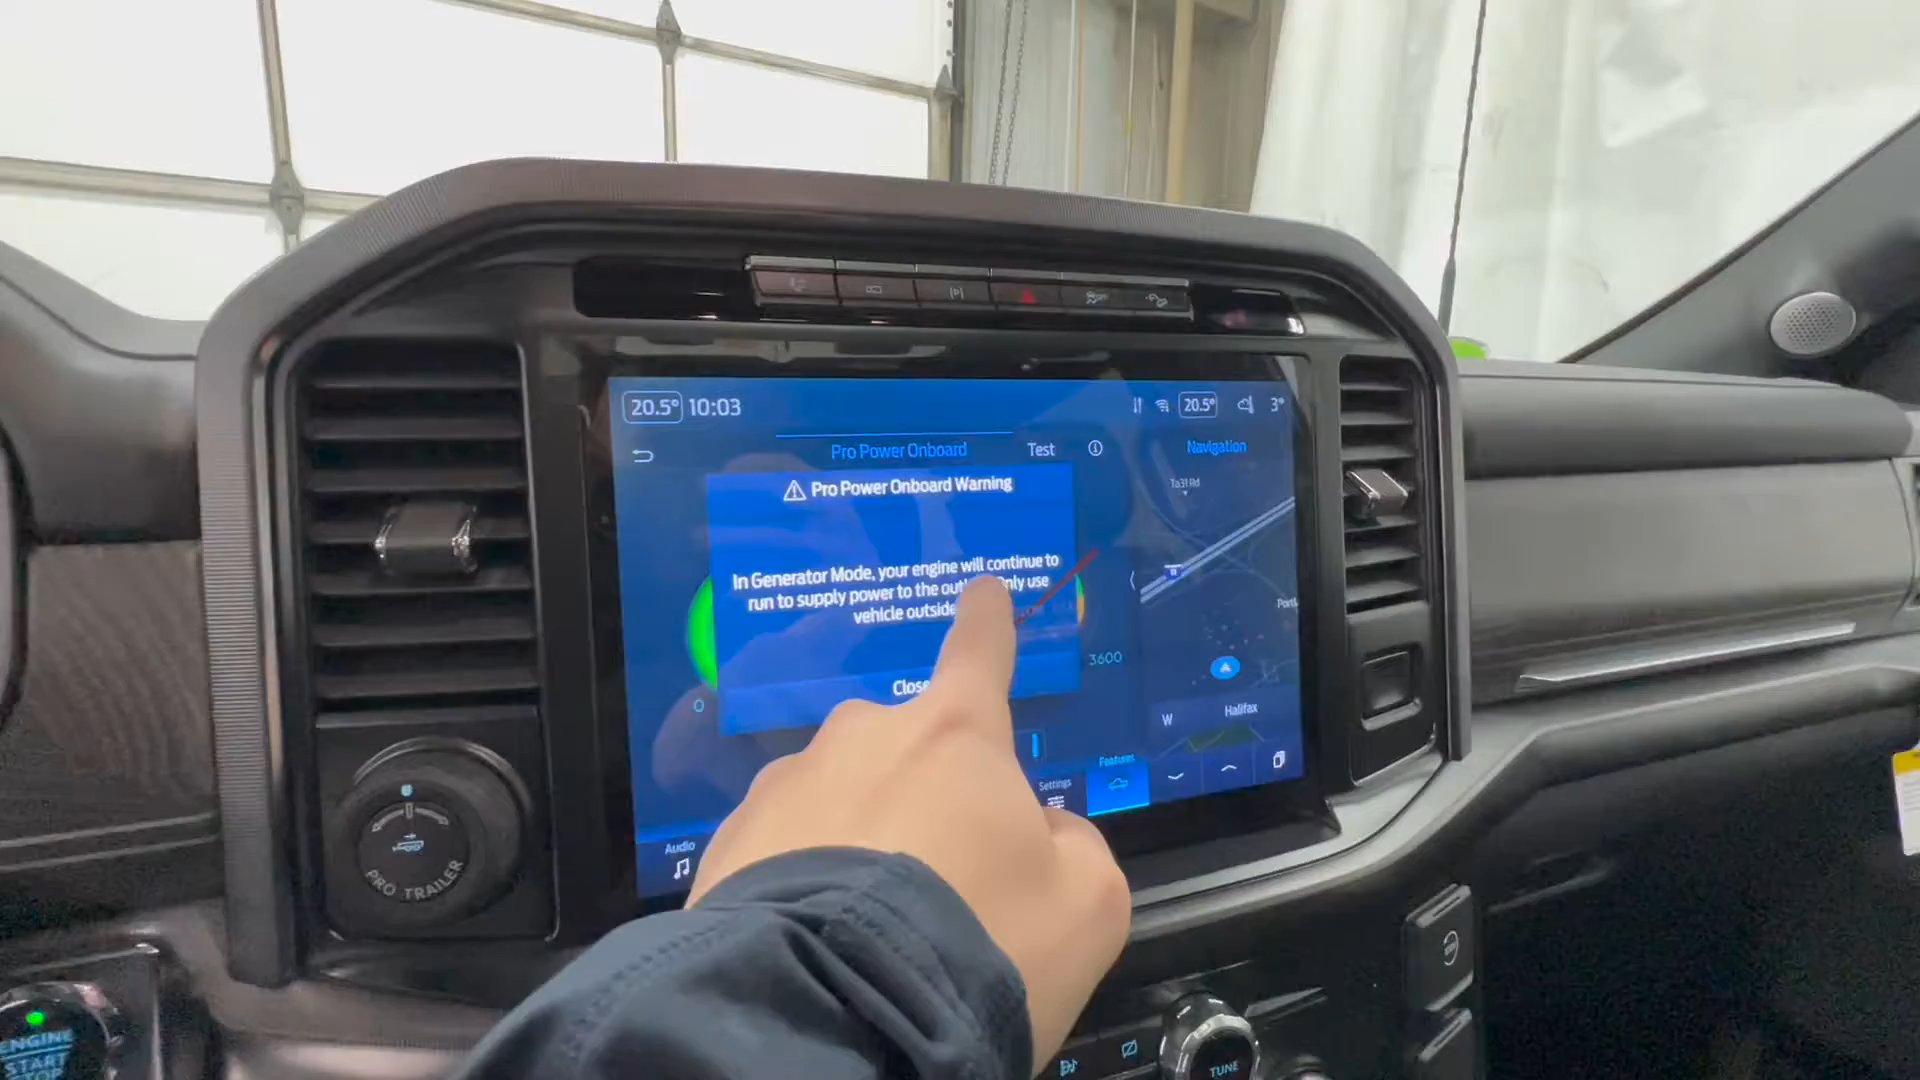 20.5° 10:03
20.5° 3°
Pro Power Onboard Test
Navigation
Pro Power Onboard Warning
Ta31 Rd
In Generator Mode, your engine will continue to
run to supply power to the only use
vehicle outside
3600
Close
0
W Halifax
Features
Settings
Audio
PRO TRAILER
ENGINE
START
STOP
TUNE